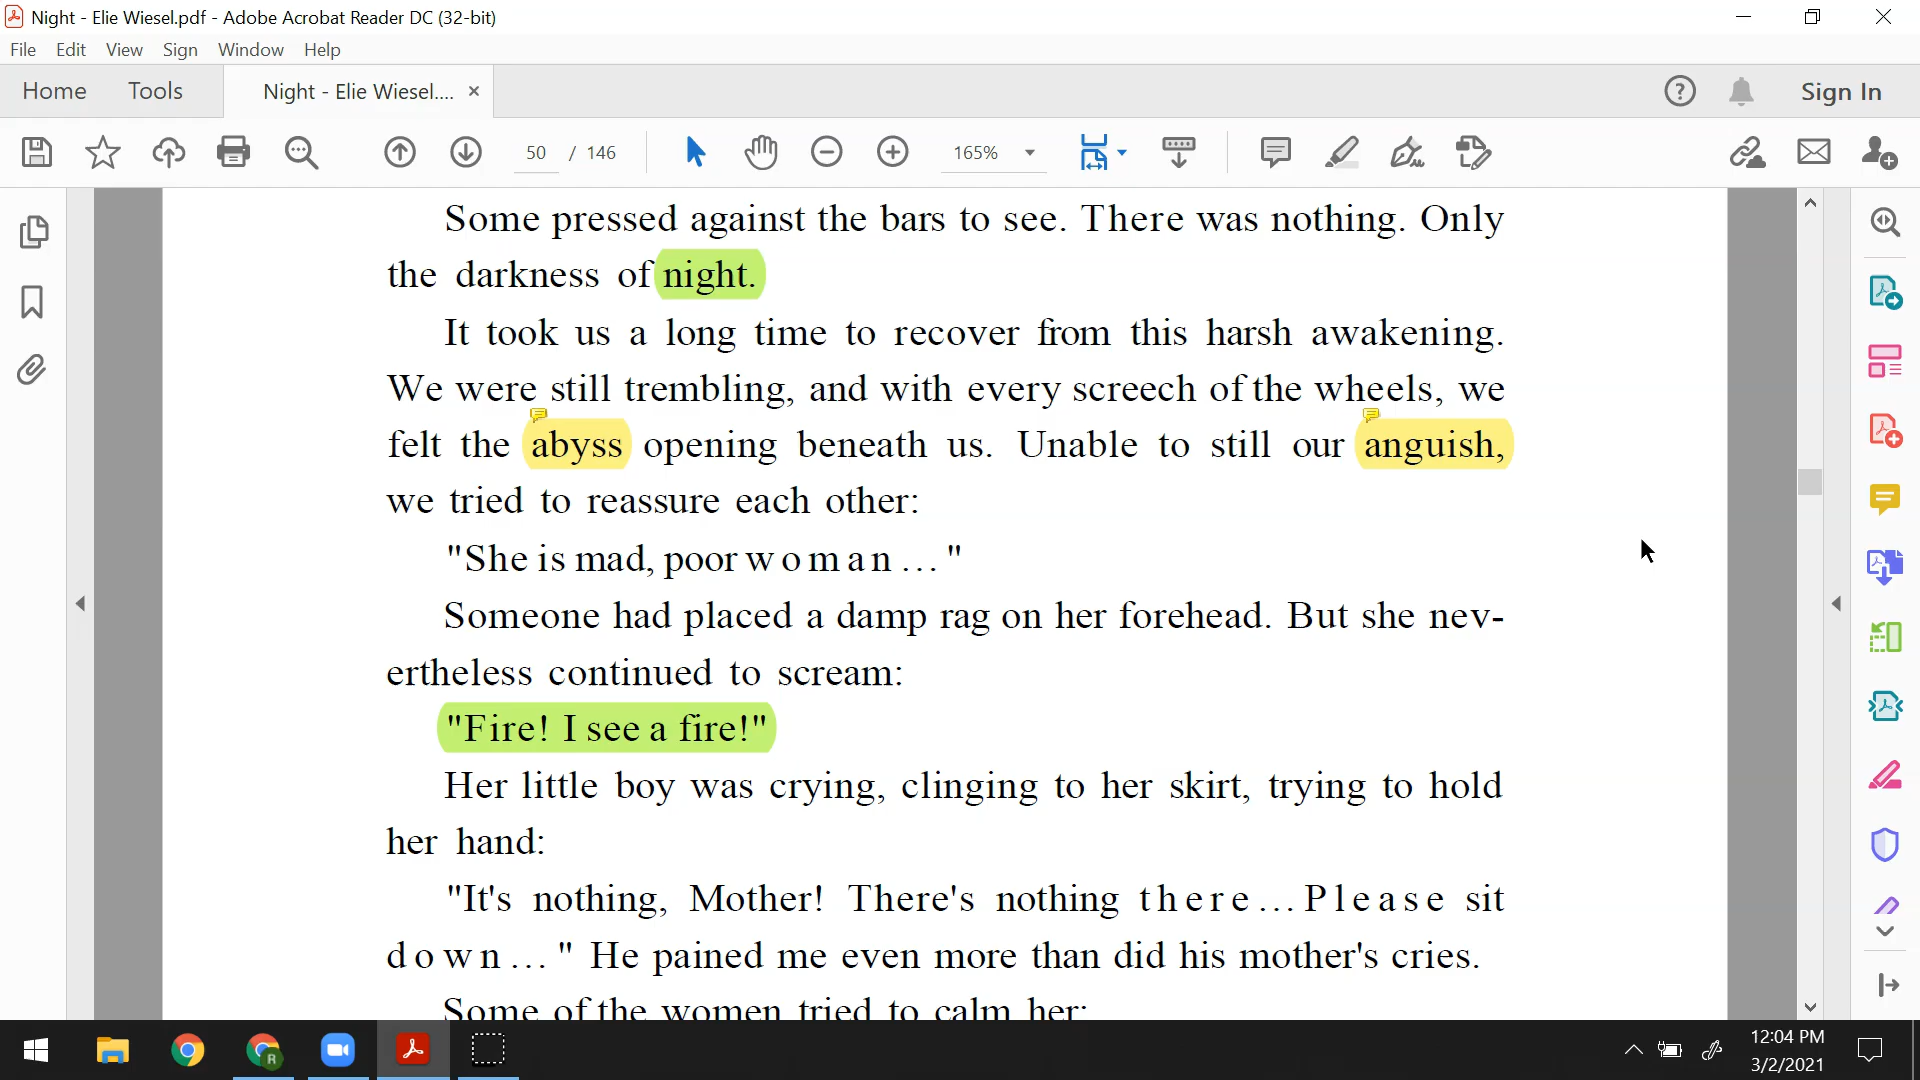 Night - Elie Wiesel.pdf - Adobe Acrobat Reader DC (32-bit)
File Edit View Sign Window Help
Home Tools Night - Elie Wiesel.... × Sign In
50 / 146 165%
Some pressed against the bars to see. There was nothing. Only
the darkness of night.
It took us a long time to recover from this harsh awakening.
We were still trembling, and with every screech of the wheels, we
felt the abyss opening beneath us. Unable to still our anguish,
we tried to reassure each other:
"She is mad, poor woman..."
Someone had placed a damp rag on her forehead. But she nev-
ertheless continued to scream:
"Fire! I see a fire!"
Her little boy was crying, clinging to her skirt, trying to hold
her hand:
"It's nothing, Mother! There's nothing there...Please sit
down..." He pained me even more than did his mother's cries.
Some of the women tried to calm her:
R
12:04 PM
3/2/2021